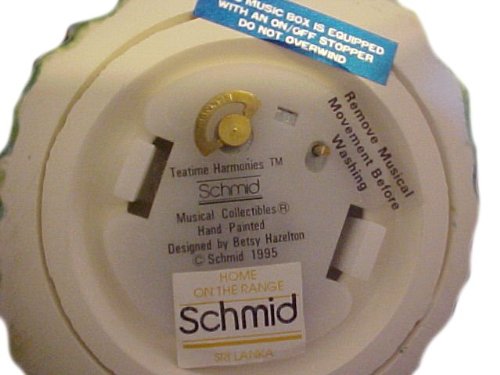 MUSIC BOX IS EQUIPPED
WITH AN ON/OFF STOPPER
DO NOT OVERWIND
Remove Musical
Movement Before
Washing
Teatime Harmonies ™
Schmid
Musical Collectibles ®
Hand Painted
Designed by Betsy Hazelton
© Schmid 1995
HOME
ON THE RANGE
Schmid
SRI LANKA